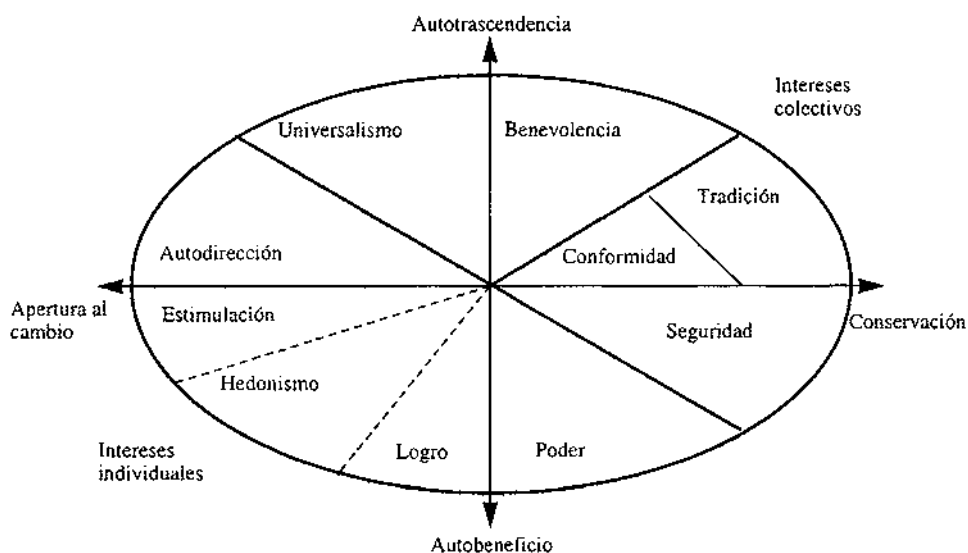 Autotrascendencia
Intereses
colectivos
Universalismo
Benevolencia
Tradición
Autodirección
Conformidad
Apertura al
cambio
Estimulación
Seguridad
Conservación
Hedonismo
Intereses
individuales
Logro
Poder
Autobeneficio